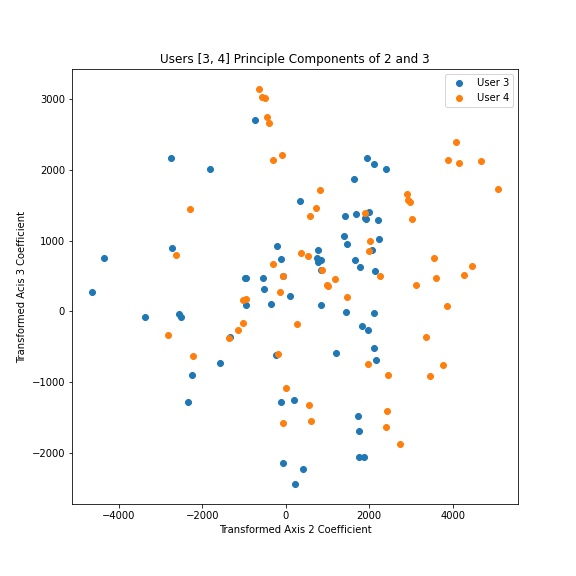 Users [3, 4] Principle Components of 2 and 3
User 3
User 4
3000
2000
1000
0
−1000
−2000
Transformed Acis 3 Coefficient
−4000 −2000 0 2000 4000
Transformed Axis 2 Coefficient